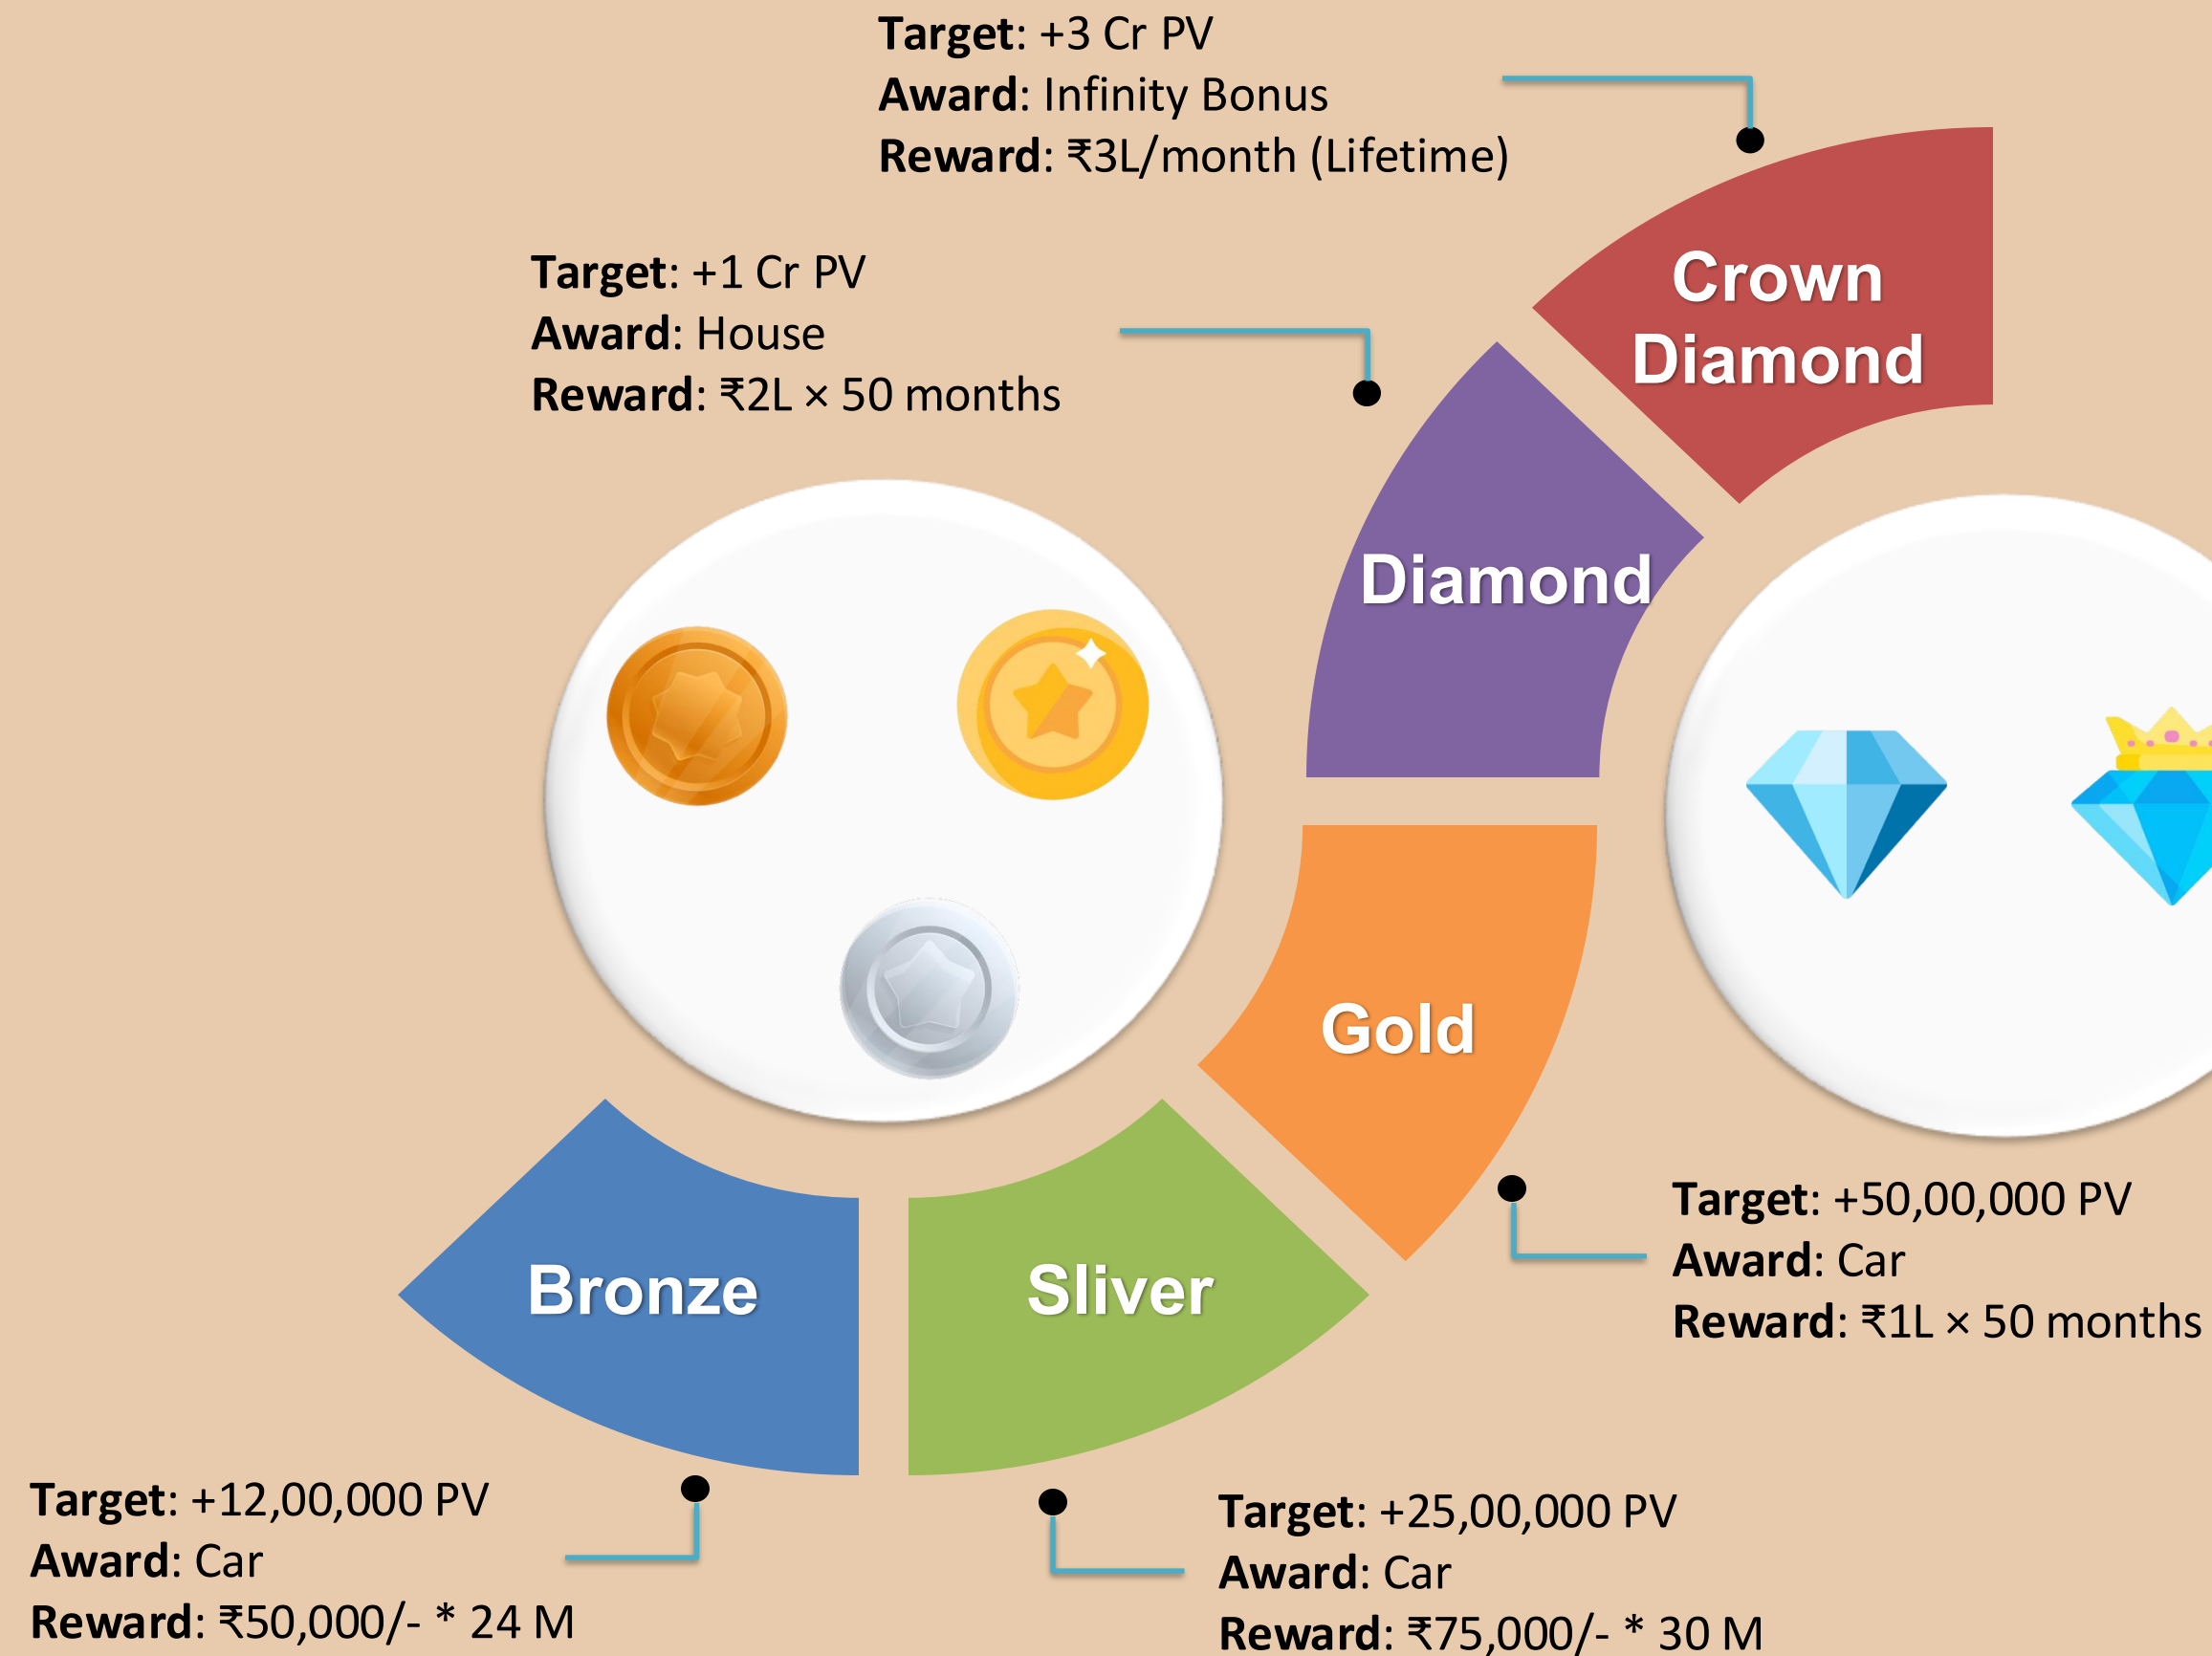 Target: +3 Cr PV
Award: Infinity Bonus
Reward: ₹3L/month (Lifetime)
Crown
Diamond
Target: +1 Cr PV
Award: House
Reward: ₹2L × 50 months
Diamond
Gold
Target: +50,00,000 PV
Award: Car
Reward: ₹1L × 50 months
Bronze
Sliver
Target: +12,00,000 PV
Award: Car
Reward: ₹50,000/- * 24 M
Target: +25,00,000 PV
Award: Car
Reward: ₹75,000/- * 30 M